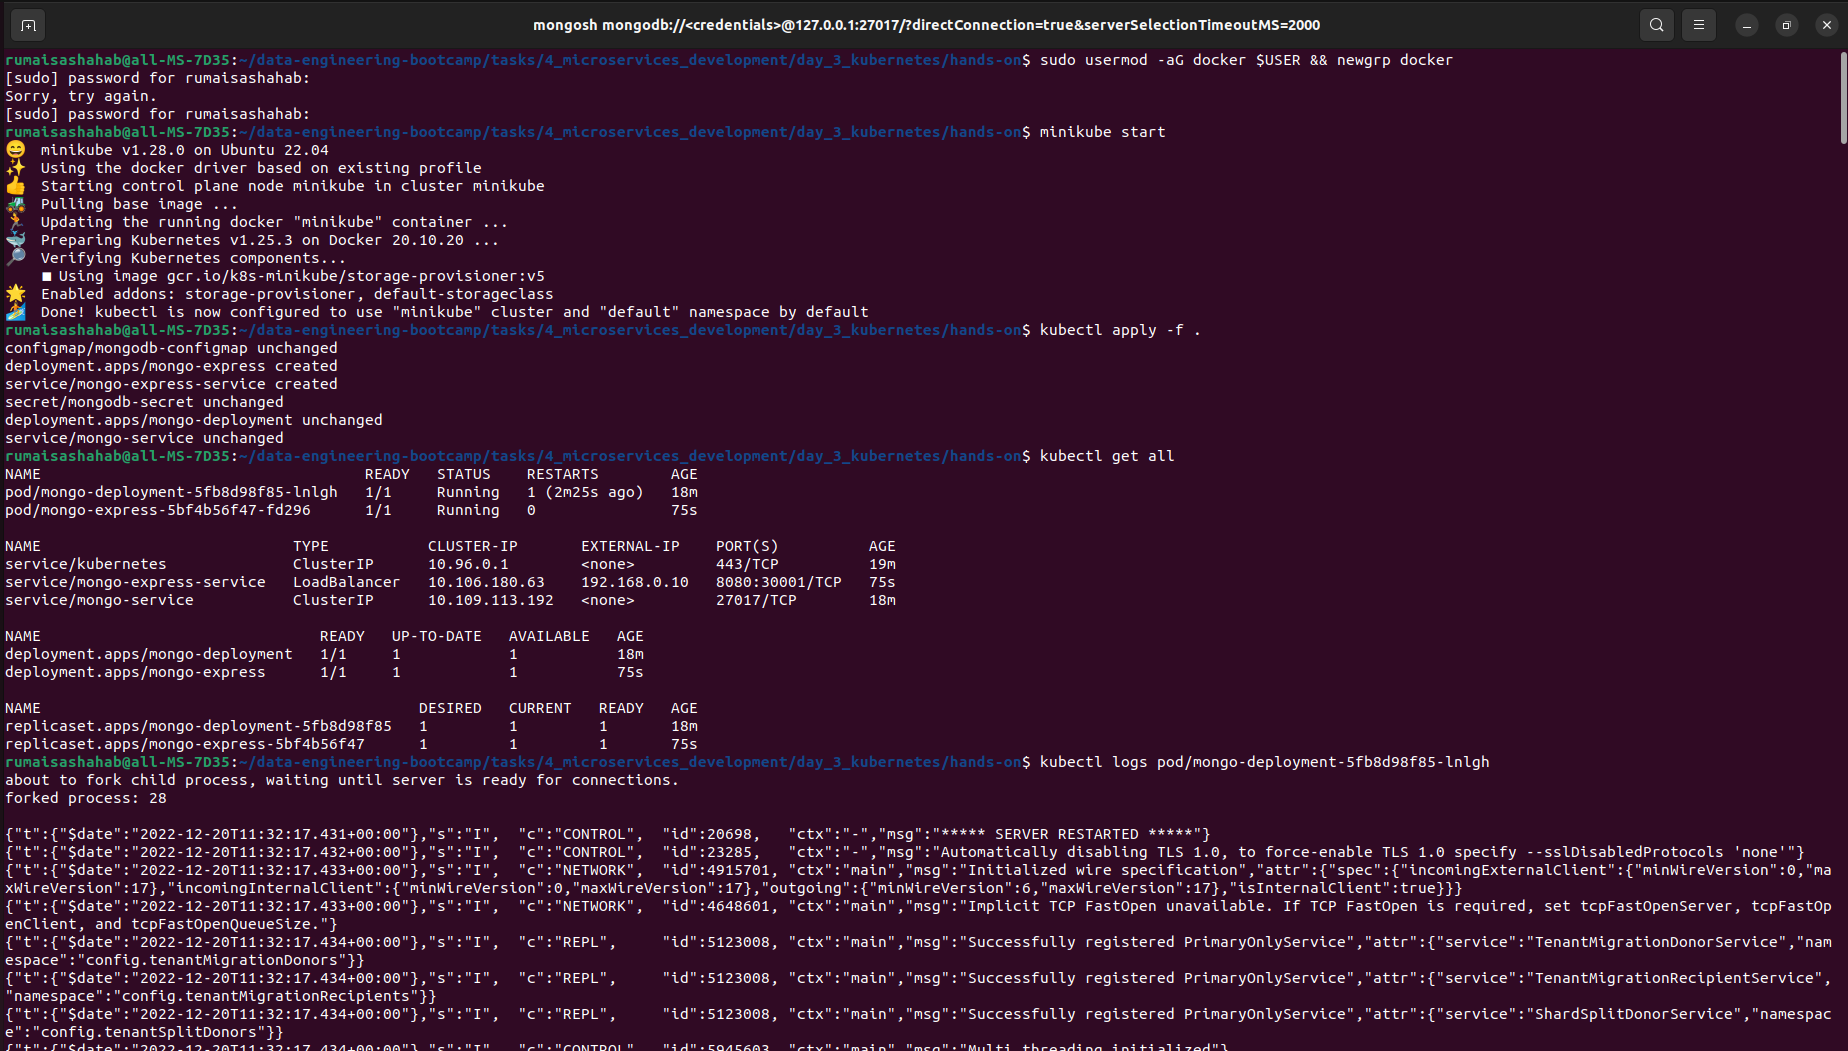 mongosh mongodb://<credentials>@127.0.0.1:27017/?directConnection=true&serverSelectionTimeoutMS=2000
rumaisashahab@all-MS-7D35:~/data-engineering-bootcamp/tasks/4_microservices_development/day_3_kubernetes/hands-on$ sudo usermod -aG docker $USER && newgrp docker
[sudo] password for rumaisashahab:
Sorry, try again.
[sudo] password for rumaisashahab:
rumaisashahab@all-MS-7D35:~/data-engineering-bootcamp/tasks/4_microservices_development/day_3_kubernetes/hands-on$ minikube start
minikube v1.28.0 on Ubuntu 22.04
Using the docker driver based on existing profile
Starting control plane node minikube in cluster minikube
Pulling base image ...
Updating the running docker "minikube" container ...
Preparing Kubernetes v1.25.3 on Docker 20.10.20 ...
Verifying Kubernetes components...
■ Using image gcr.io/k8s-minikube/storage-provisioner:v5
Enabled addons: storage-provisioner, default-storageclass
Done! kubectl is now configured to use "minikube" cluster and "default" namespace by default
rumaisashahab@all-MS-7D35:~/data-engineering-bootcamp/tasks/4_microservices_development/day_3_kubernetes/hands-on$ kubectl apply -f .
configmap/mongodb-configmap unchanged
deployment.apps/mongo-express created
service/mongo-express-service created
secret/mongodb-secret unchanged
deployment.apps/mongo-deployment unchanged
service/mongo-service unchanged
rumaisashahab@all-MS-7D35:~/data-engineering-bootcamp/tasks/4_microservices_development/day_3_kubernetes/hands-on$ kubectl get all
NAME                                    READY   STATUS    RESTARTS        AGE
pod/mongo-deployment-5fb8d98f85-lnlgh   1/1     Running   1 (2m25s ago)   18m
pod/mongo-express-5bf4b56f47-fd296      1/1     Running   0               75s
NAME                            TYPE           CLUSTER-IP       EXTERNAL-IP    PORT(S)          AGE
service/kubernetes              ClusterIP      10.96.0.1        <none>         443/TCP          19m
service/mongo-express-service   LoadBalancer   10.106.180.63    192.168.0.10   8080:30001/TCP   75s
service/mongo-service           ClusterIP      10.109.113.192   <none>         27017/TCP        18m
NAME                               READY   UP-TO-DATE   AVAILABLE   AGE
deployment.apps/mongo-deployment   1/1     1            1           18m
deployment.apps/mongo-express      1/1     1            1           75s
NAME                                          DESIRED   CURRENT   READY   AGE
replicaset.apps/mongo-deployment-5fb8d98f85   1         1         1       18m
replicaset.apps/mongo-express-5bf4b56f47      1         1         1       75s
rumaisashahab@all-MS-7D35:~/data-engineering-bootcamp/tasks/4_microservices_development/day_3_kubernetes/hands-on$ kubectl logs pod/mongo-deployment-5fb8d98f85-lnlgh
about to fork child process, waiting until server is ready for connections.
forked process: 28
{"t":{"$date":"2022-12-20T11:32:17.431+00:00"},"s":"I",  "c":"CONTROL",  "id":20698,   "ctx":"-","msg":"***** SERVER RESTARTED *****"}
{"t":{"$date":"2022-12-20T11:32:17.432+00:00"},"s":"I",  "c":"CONTROL",  "id":23285,   "ctx":"-","msg":"Automatically disabling TLS 1.0, to force-enable TLS 1.0 specify --sslDisabledProtocols 'none'"}
{"t":{"$date":"2022-12-20T11:32:17.433+00:00"},"s":"I",  "c":"NETWORK",  "id":4915701, "ctx":"main","msg":"Initialized wire specification","attr":{"spec":{"incomingExternalClient":{"minWireVersion":0,"ma
xWireVersion":17},"incomingInternalClient":{"minWireVersion":0,"maxWireVersion":17},"outgoing":{"minWireVersion":6,"maxWireVersion":17},"isInternalClient":true}}}
{"t":{"$date":"2022-12-20T11:32:17.433+00:00"},"s":"I",  "c":"NETWORK",  "id":4648601, "ctx":"main","msg":"Implicit TCP FastOpen unavailable. If TCP FastOpen is required, set tcpFastOpenServer, tcpFastOp
enClient, and tcpFastOpenQueueSize."}
{"t":{"$date":"2022-12-20T11:32:17.434+00:00"},"s":"I",  "c":"REPL",     "id":5123008, "ctx":"main","msg":"Successfully registered PrimaryOnlyService","attr":{"service":"TenantMigrationDonorService","nam
espace":"config.tenantMigrationDonors"}}
{"t":{"$date":"2022-12-20T11:32:17.434+00:00"},"s":"I",  "c":"REPL",     "id":5123008, "ctx":"main","msg":"Successfully registered PrimaryOnlyService","attr":{"service":"TenantMigrationRecipientService",
"namespace":"config.tenantMigrationRecipients"}}
{"t":{"$date":"2022-12-20T11:32:17.434+00:00"},"s":"I",  "c":"REPL",     "id":5123008, "ctx":"main","msg":"Successfully registered PrimaryOnlyService","attr":{"service":"ShardSplitDonorService","namespac
e":"config.tenantSplitDonors"}}
{"t":{"$date":"2022-12-20T11:32:17.434+00:00"},"s":"I",  "c":"CONTROL",  "id":5945603, "ctx":"main","msg":"Multi threading initialized"}